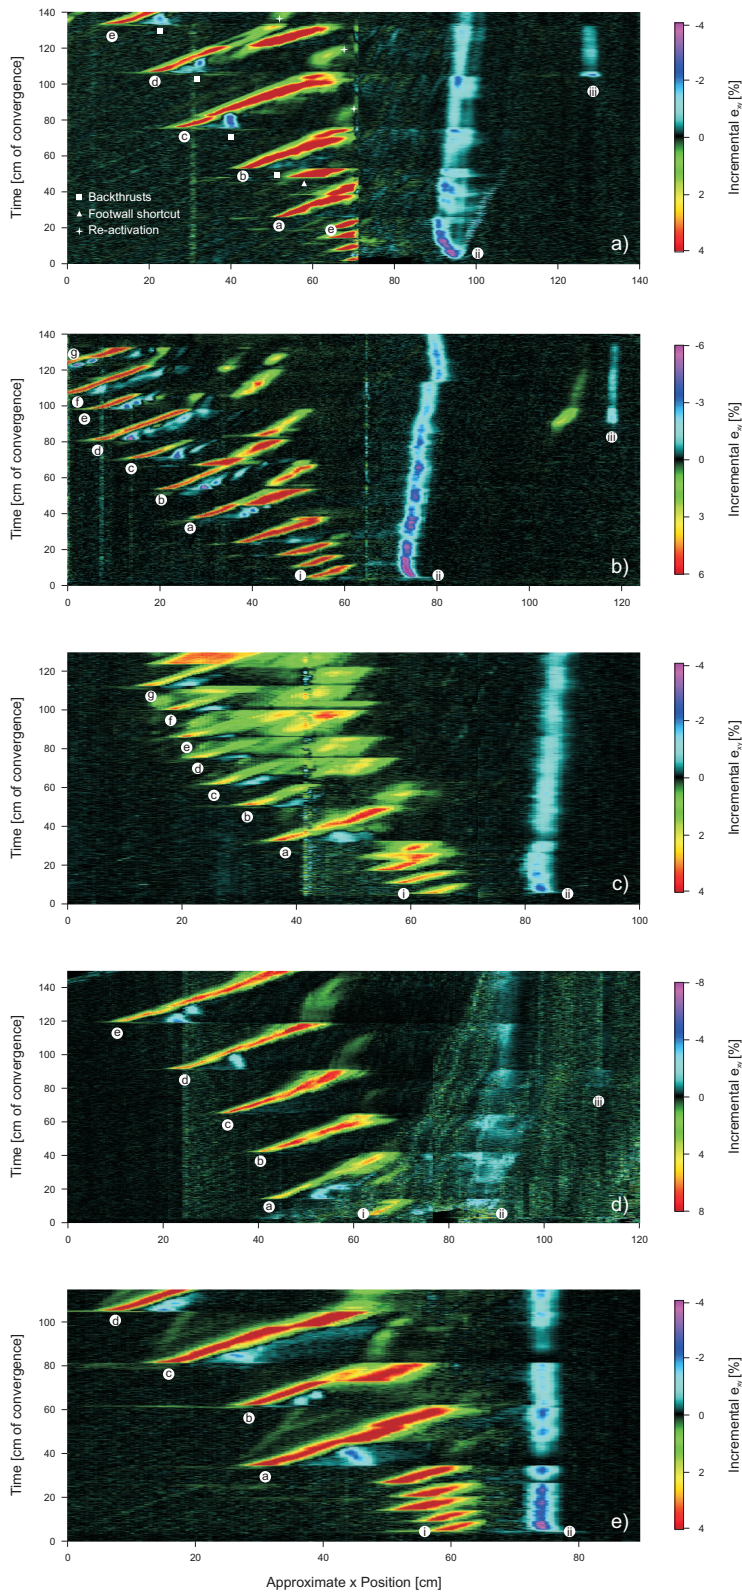 Time [cm of convergence]
140
120
100
80
60
40
20
0
e
d
c
b
a
e
ii
iii
Backthrusts
Footwall shortcut
Re-activation
a)
0 20 40 60 80 100 120 140
-4
-2
0
2
4
Incremental exy [%]
Time [cm of convergence]
140
120
100
80
60
40
20
0
g
f
e
d
c
b
a
i
ii
iii
b)
0 20 40 60 80 100 120
-6
-3
0
3
6
Incremental exy [%]
Time [cm of convergence]
120
100
80
60
40
20
0
g
f
e
d
c
b
a
i
ii
c)
0 20 40 60 80 100
-4
-2
0
2
4
Incremental exy [%]
Time [cm of convergence]
140
120
100
80
60
40
20
0
e
d
c
b
a
i
ii
iii
d)
0 20 40 60 80 100 120
-8
-4
0
4
8
Incremental exy [%]
Time [cm of convergence]
100
80
60
40
20
0
d
c
b
a
i
ii
e)
0 20 40 60 80
-4
-2
0
2
4
Incremental exy [%]
Approximate x Position [cm]